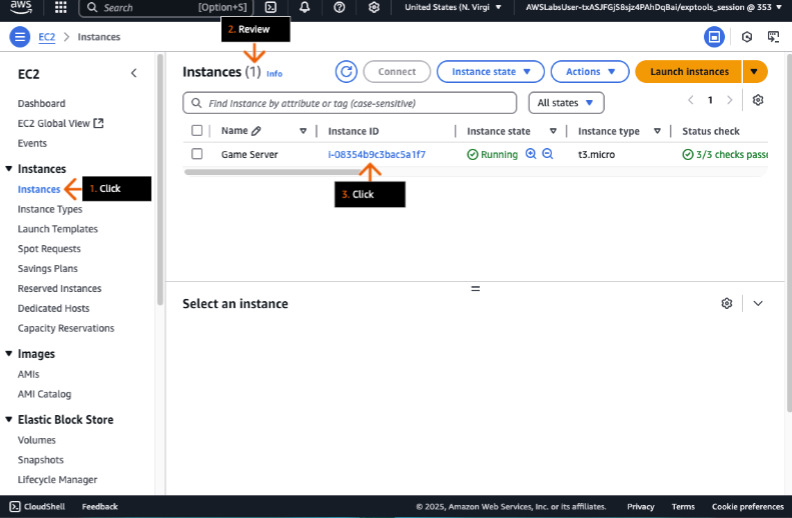 aws
Search
[Option+S]
United States (N. Virgi
AWSLabsUser-txASJFGjS8sjz4PAhDqBai/exptools_session @ 353
2. Review
EC2 > Instances
EC2
Dashboard
EC2 Global View
Events
Instances
Instances
1. Click
Instance Types
Launch Templates
Spot Requests
Savings Plans
Reserved Instances
Dedicated Hosts
Capacity Reservations
Images
AMIs
AMI Catalog
Elastic Block Store
Volumes
Snapshots
Lifecycle Manager
Instances (1) Info
Connect
Instance state
Actions
Launch instances
Find Instance by attribute or tag (case-sensitive)
All states
1
Name
Instance ID
Instance state
Instance type
Status check
Game Server
i-08354b9c3bac5a1f7
Running
t3.micro
3/3 checks passe
3. Click
Select an instance
CloudShell
Feedback
© 2025, Amazon Web Services, Inc. or its affiliates.
Privacy
Terms
Cookie preferences